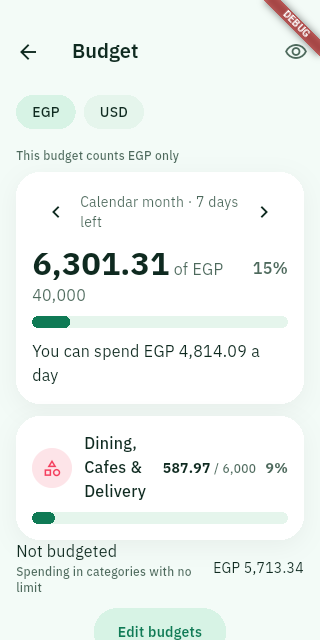 DEBUG
Budget
EGP USD
This budget counts EGP only
Calendar month · 7 days
left
6,301.31 of EGP 15%
40,000
You can spend EGP 4,814.09 a
day
Dining,
Cafes & 587.97 / 6,000 9%
Delivery
Not budgeted
Spending in categories with no EGP 5,713.34
limit
Edit budgets